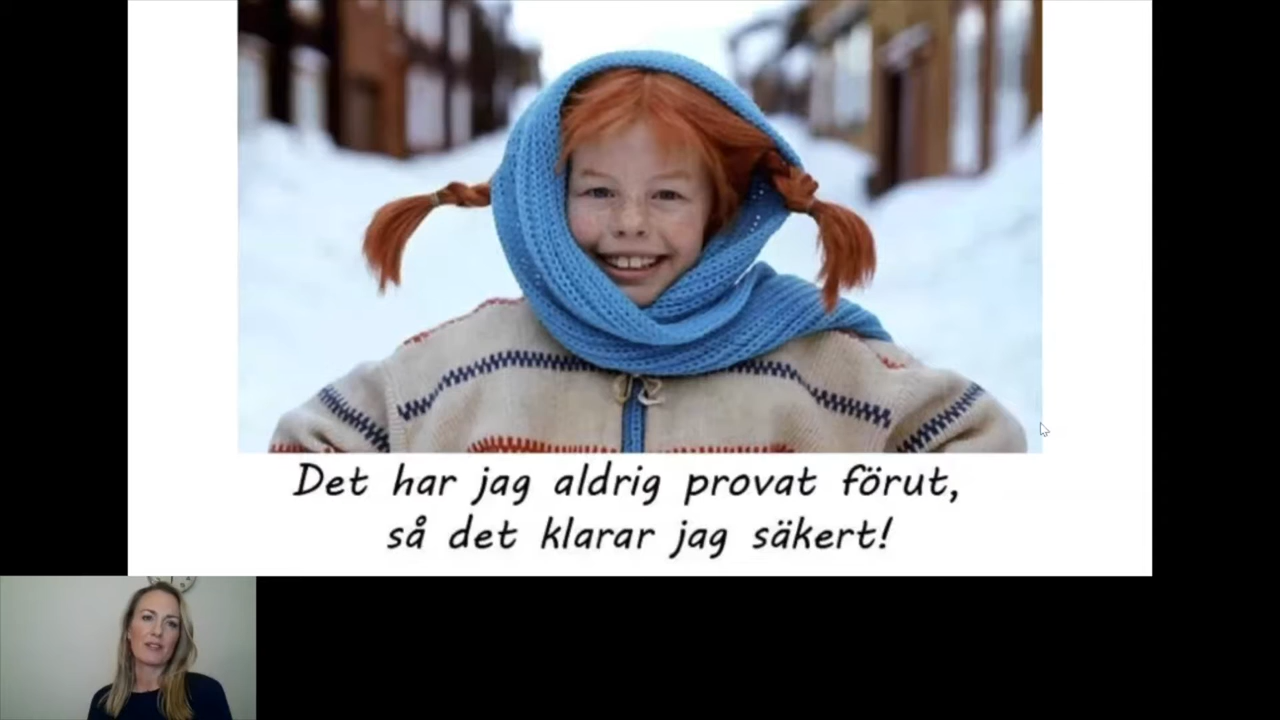 Det har jag aldrig provat förut,
så det klarar jag säkert!